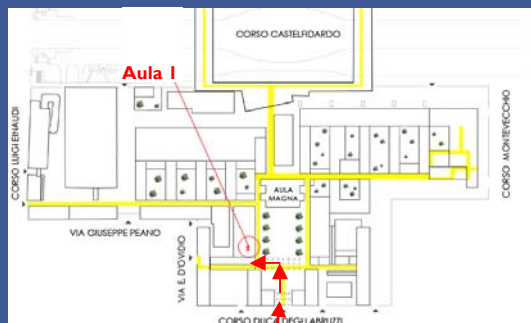 CORSO CASTELFIDARDO
Aula 1
CORSO LUIGI EINAUDI
CORSO MONTEVECCHIO
AULA
MAGNA
VIA GIUSEPPE PEANO
VIA E. D'OVIDIO
CORSO DUCA DEGLI ABRUZZI